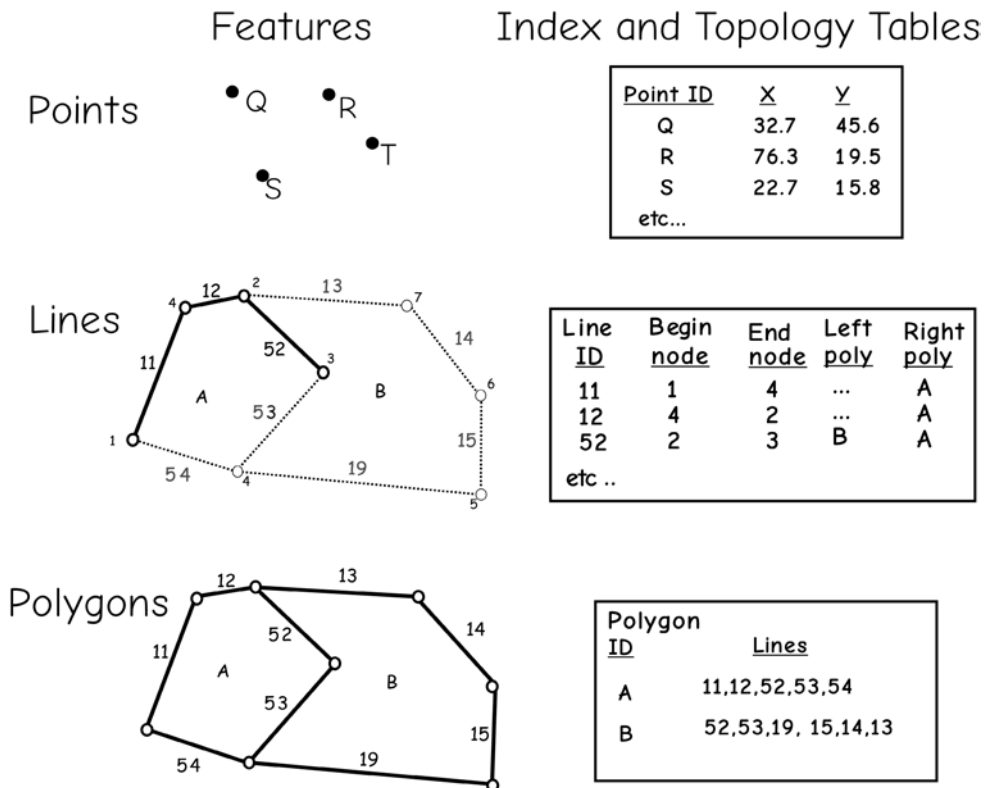 Features
Index and Topology Tables
Points
Q
R
T
S
Point ID X Y
Q 32.7 45.6
R 76.3 19.5
S 22.7 15.8
etc...
Lines
4
12
2
13
7
11
52
3
14
A
B
6
53
15
1
54
4
19
5
Line Begin End Left Right
ID node node poly poly
11 1 4 ... A
12 4 2 ... A
52 2 3 B A
etc ..
Polygons
12
13
52
14
11
A
B
53
15
54
19
Polygon
ID Lines
A 11,12,52,53,54
B 52,53,19, 15,14,13